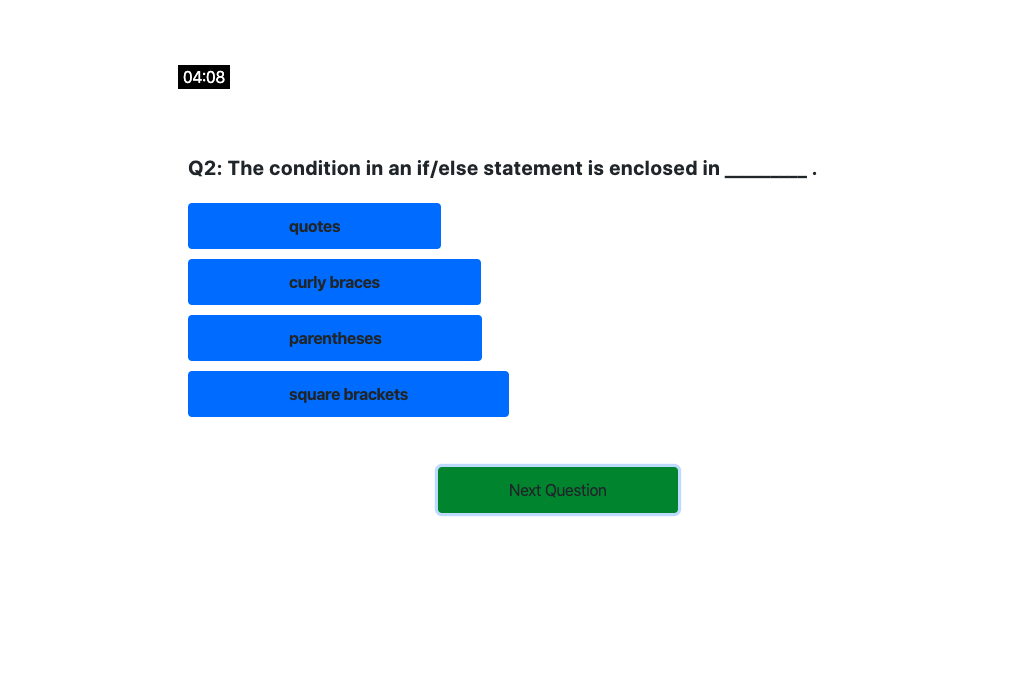 04:08
Q2: The condition in an if/else statement is enclosed in ________ .
quotes
curly braces
parentheses
square brackets
Next Question